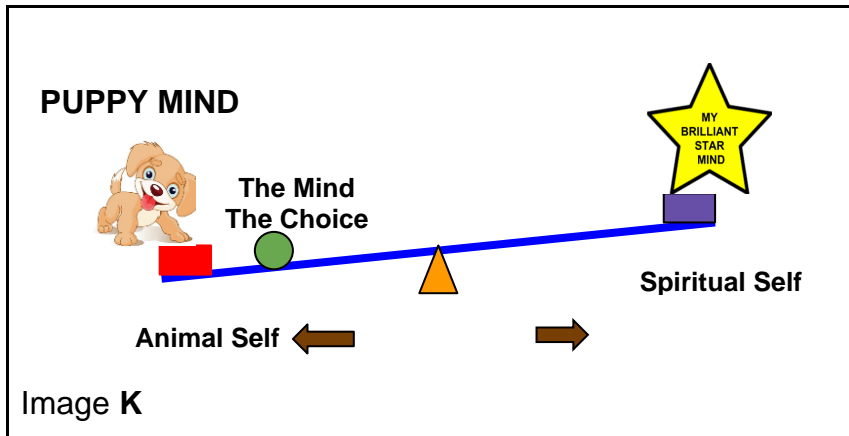 PUPPY MIND
MY
BRILLIANT
STAR
MIND
The Mind
The Choice
Spiritual Self
Animal Self
Image K